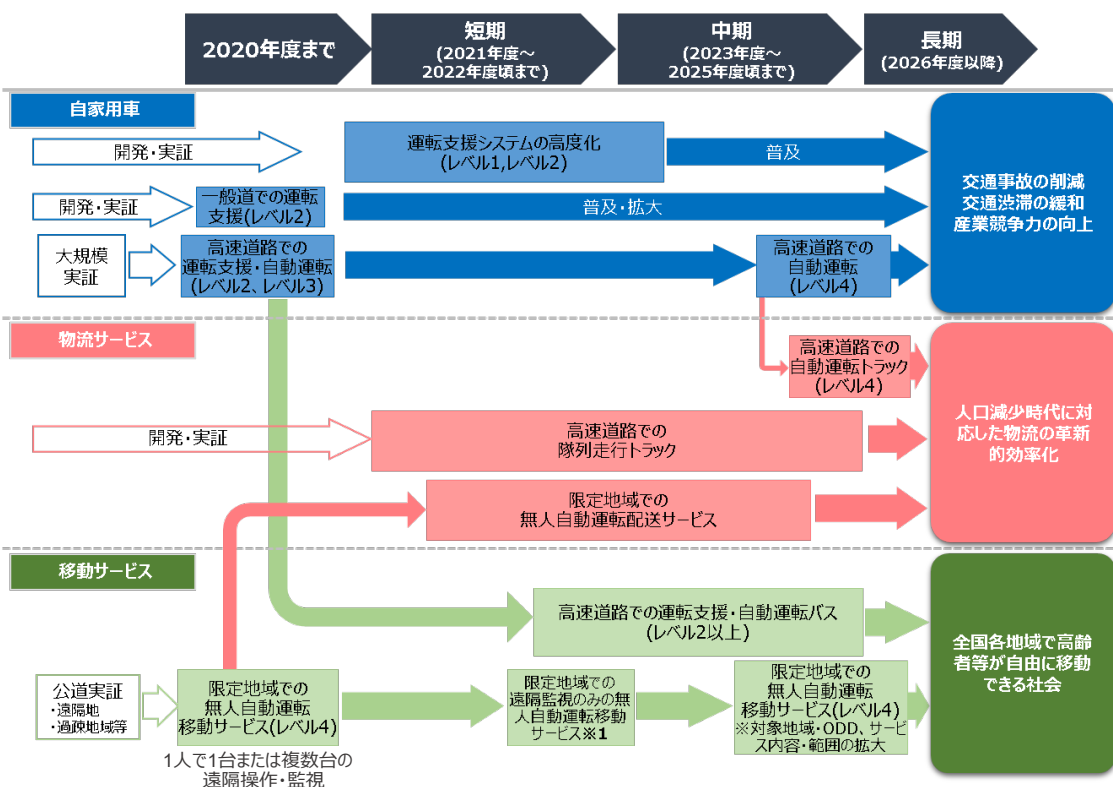 2020年度まで
短期
(2021年度～
2022年度頃まで)
中期
(2023年度～
2025年度頃まで)
長期
(2026年度以降)
自家用車
開発・実証
運転支援システムの高度化
(レベル1,レベル2)
普及
開発・実証
一般道での運転
支援(レベル2)
普及・拡大
大規模
実証
高速道路での
運転支援・自動運転
(レベル2、レベル3)
高速道路での
自動運転
(レベル4)
交通事故の削減
交通渋滞の緩和
産業競争力の向上
物流サービス
高速道路での
自動運転トラック
(レベル4)
開発・実証
高速道路での
隊列走行トラック
限定地域での
無人自動運転配送サービス
人口減少時代に対
応した物流の革新
的効率化
移動サービス
高速道路での運転支援・自動運転バス
(レベル2以上)
公道実証
・遠隔地
・過疎地域等
限定地域での
無人自動運転
移動サービス(レベル4)
1人で1台または複数台の
遠隔操作・監視
限定地域での
遠隔監視のみの無
人自動運転移動
サービス※1
限定地域での
無人自動運転
移動サービス(レベル4)
※対象地域・ODD、サービ
ス内容・範囲の拡大
全国各地域で高齢
者等が自由に移動
できる社会